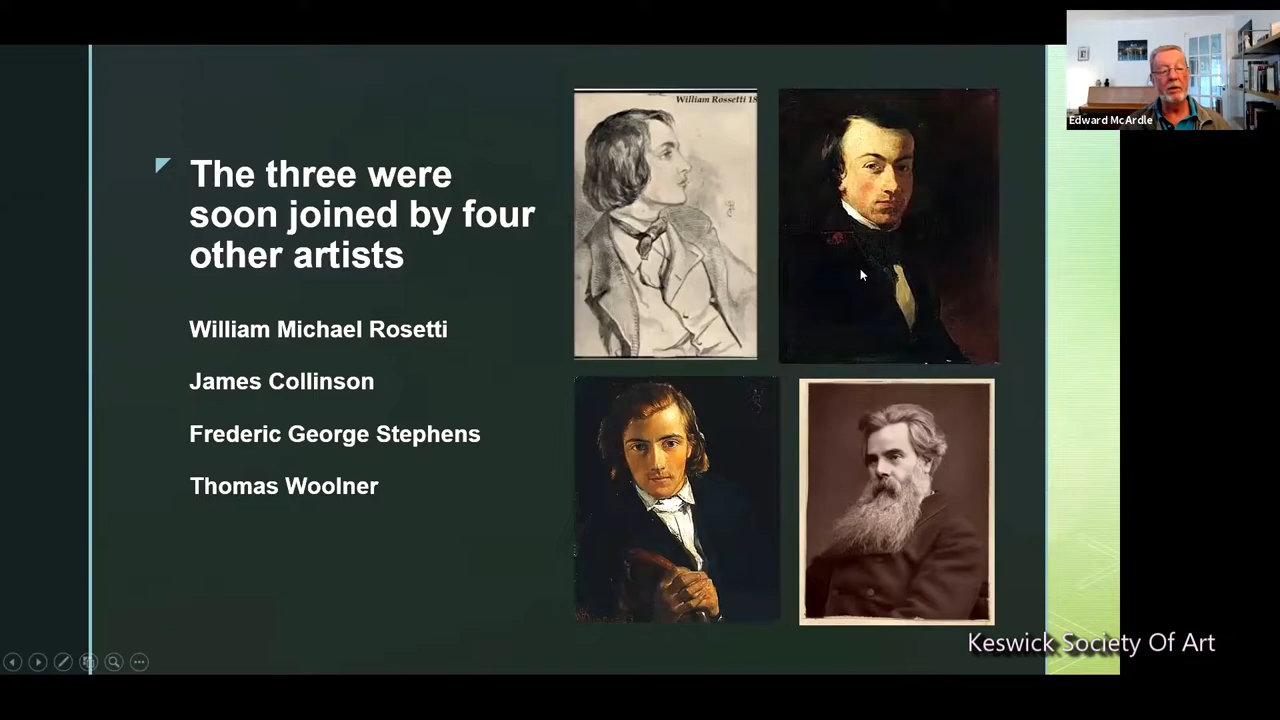 William Rossetti 18
Edward McArdle
The three were
soon joined by four
other artists
William Michael Rosetti
James Collinson
Frederic George Stephens
Thomas Woolner
Keswick Society Of Art